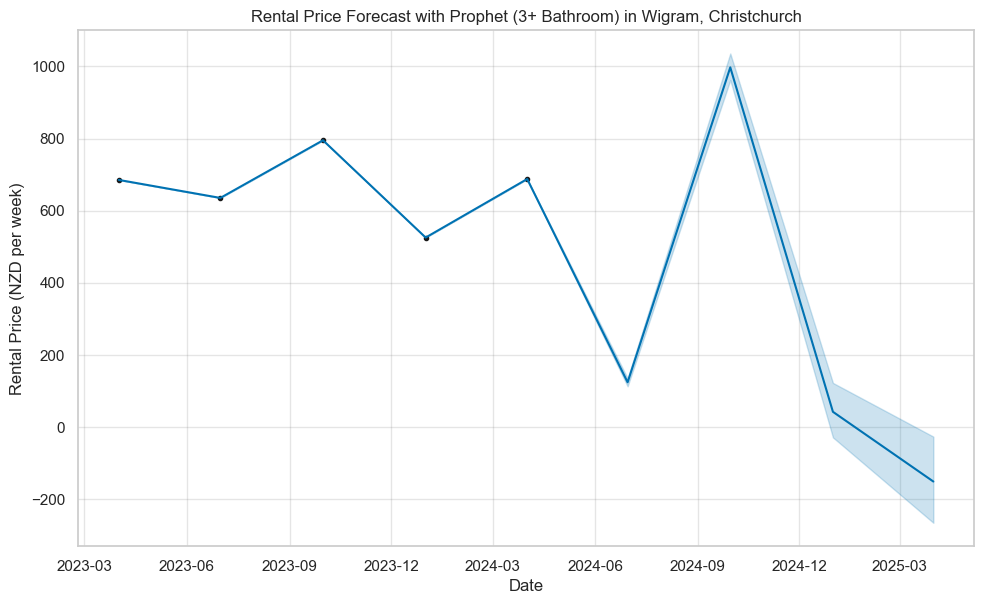 Rental Price Forecast with Prophet (3+ Bathroom) in Wigram, Christchurch
Rental Price (NZD per week)
1000
800
600
400
200
0
−200
2023-03 2023-06 2023-09 2023-12 2024-03 2024-06 2024-09 2024-12 2025-03
Date